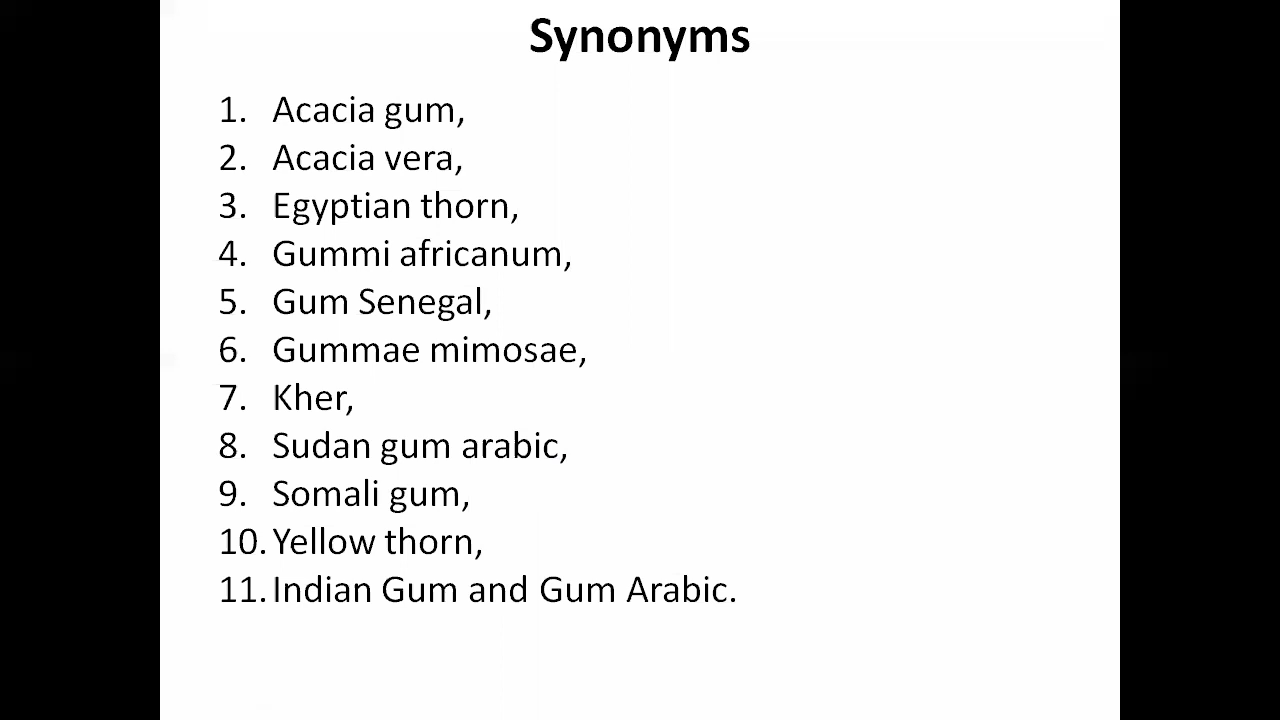 Synonyms
1. Acacia gum,
2. Acacia vera,
3. Egyptian thorn,
4. Gummi africanum,
5. Gum Senegal,
6. Gummae mimosae,
7. Kher,
8. Sudan gum arabic,
9. Somali gum,
10. Yellow thorn,
11. Indian Gum and Gum Arabic.